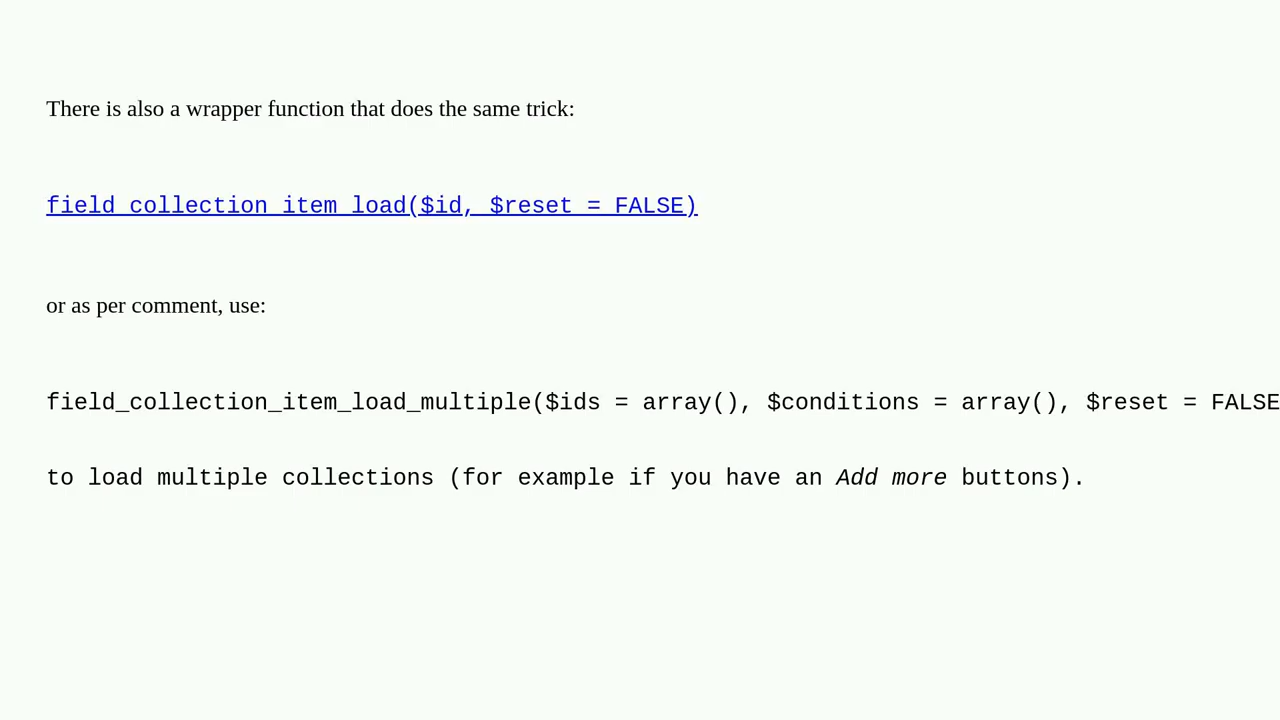 There is also a wrapper function that does the same trick:
field_collection_item_load($id, $reset = FALSE)
or as per comment, use:
field_collection_item_load_multiple($ids = array(), $conditions = array(), $reset = FALSE
to load multiple collections (for example if you have an Add more buttons).